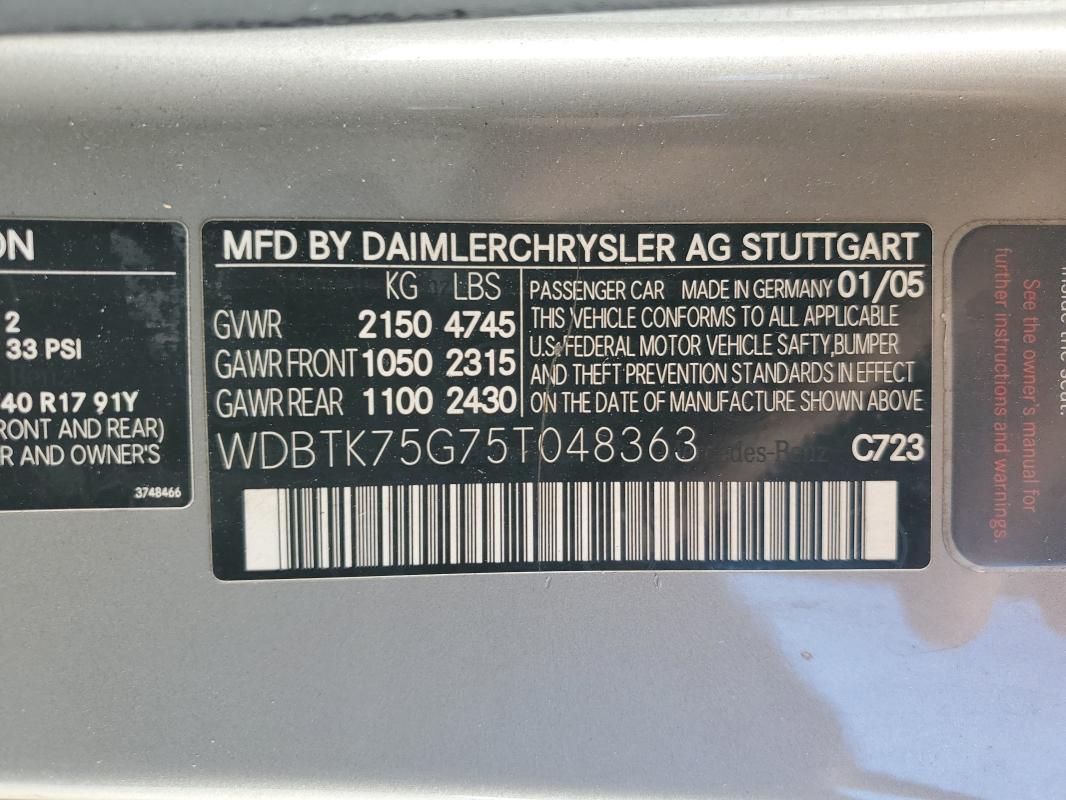 ON
2
33 PSI
40 R17 91Y
RONT AND REAR)
R AND OWNER'S
3748466
MFD BY DAIMLERCHRYSLER AG STUTTGART
KG LBS
GVWR 2150 4745
GAWR FRONT 1050 2315
GAWR REAR 1100 2430
PASSENGER CAR MADE IN GERMANY 01/05
THIS VEHICLE CONFORMS TO ALL APPLICABLE
U.S. FEDERAL MOTOR VEHICLE SAFTY, BUMPER
AND THEFT PREVENTION STANDARDS IN EFFECT
ON THE DATE OF MANUFACTURE SHOWN ABOVE
WDBTK75G75T048363 C723
See the owner's manual for
further instructions and warnings.
the seat.